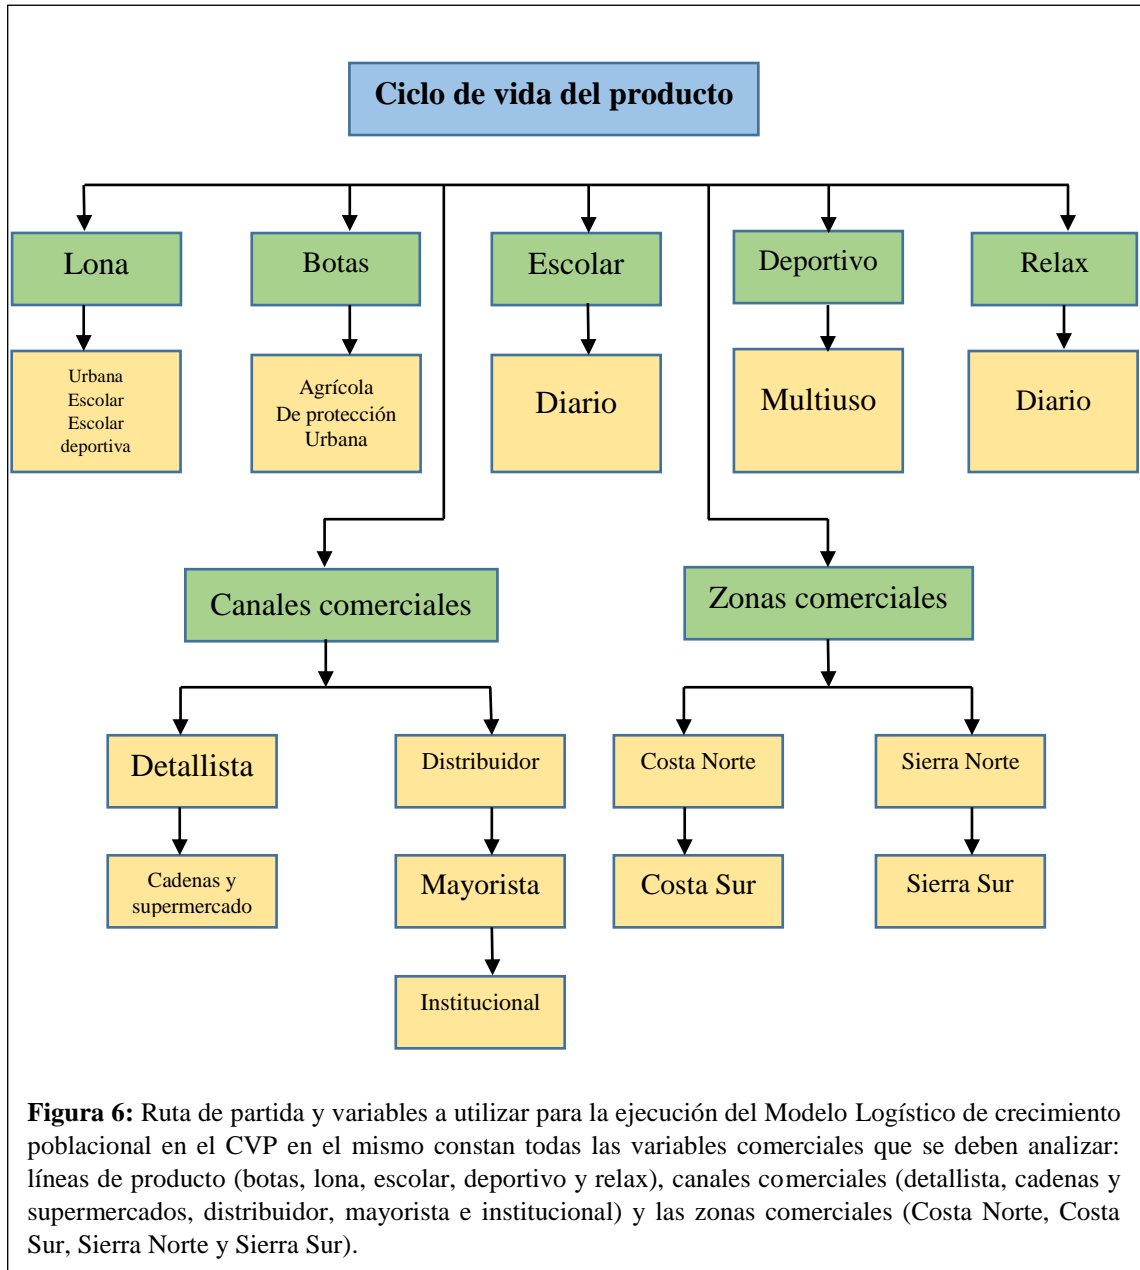 Ciclo de vida del producto
Lona
Botas
Escolar
Deportivo
Relax
Urbana
Escolar
Escolar
deportiva
Agrícola
De protección
Urbana
Diario
Multiuso
Diario
Canales comerciales
Zonas comerciales
Detallista
Distribuidor
Costa Norte
Sierra Norte
Cadenas y
supermercado
Mayorista
Costa Sur
Sierra Sur
Institucional
Figura 6: Ruta de partida y variables a utilizar para la ejecución del Modelo Logístico de crecimiento
poblacional en el CVP en el mismo constan todas las variables comerciales que se deben analizar:
líneas de producto (botas, lona, escolar, deportivo y relax), canales comerciales (detallista, cadenas y
supermercados, distribuidor, mayorista e institucional) y las zonas comerciales (Costa Norte, Costa
Sur, Sierra Norte y Sierra Sur).